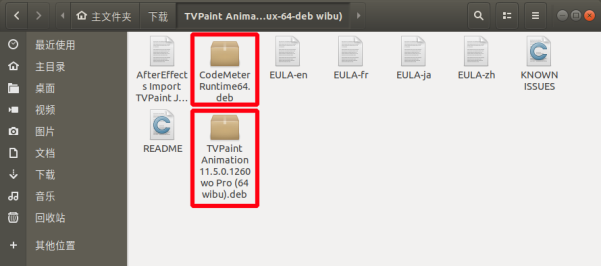 主文件夹 下载 TVPaint Anima...ux-64-deb wibu)
最近使用
主目录
桌面
视频
图片
文档
下载
音乐
回收站
其他位置
AfterEffect
s Import
TVPaint J...
CodeMeter
Runtime64.
deb
EULA-en
EULA-fr
EULA-ja
EULA-zh
KNOWN
ISSUES
README
TVPaint
Animation
11.5.0.1260
wo Pro (64
wibu).deb